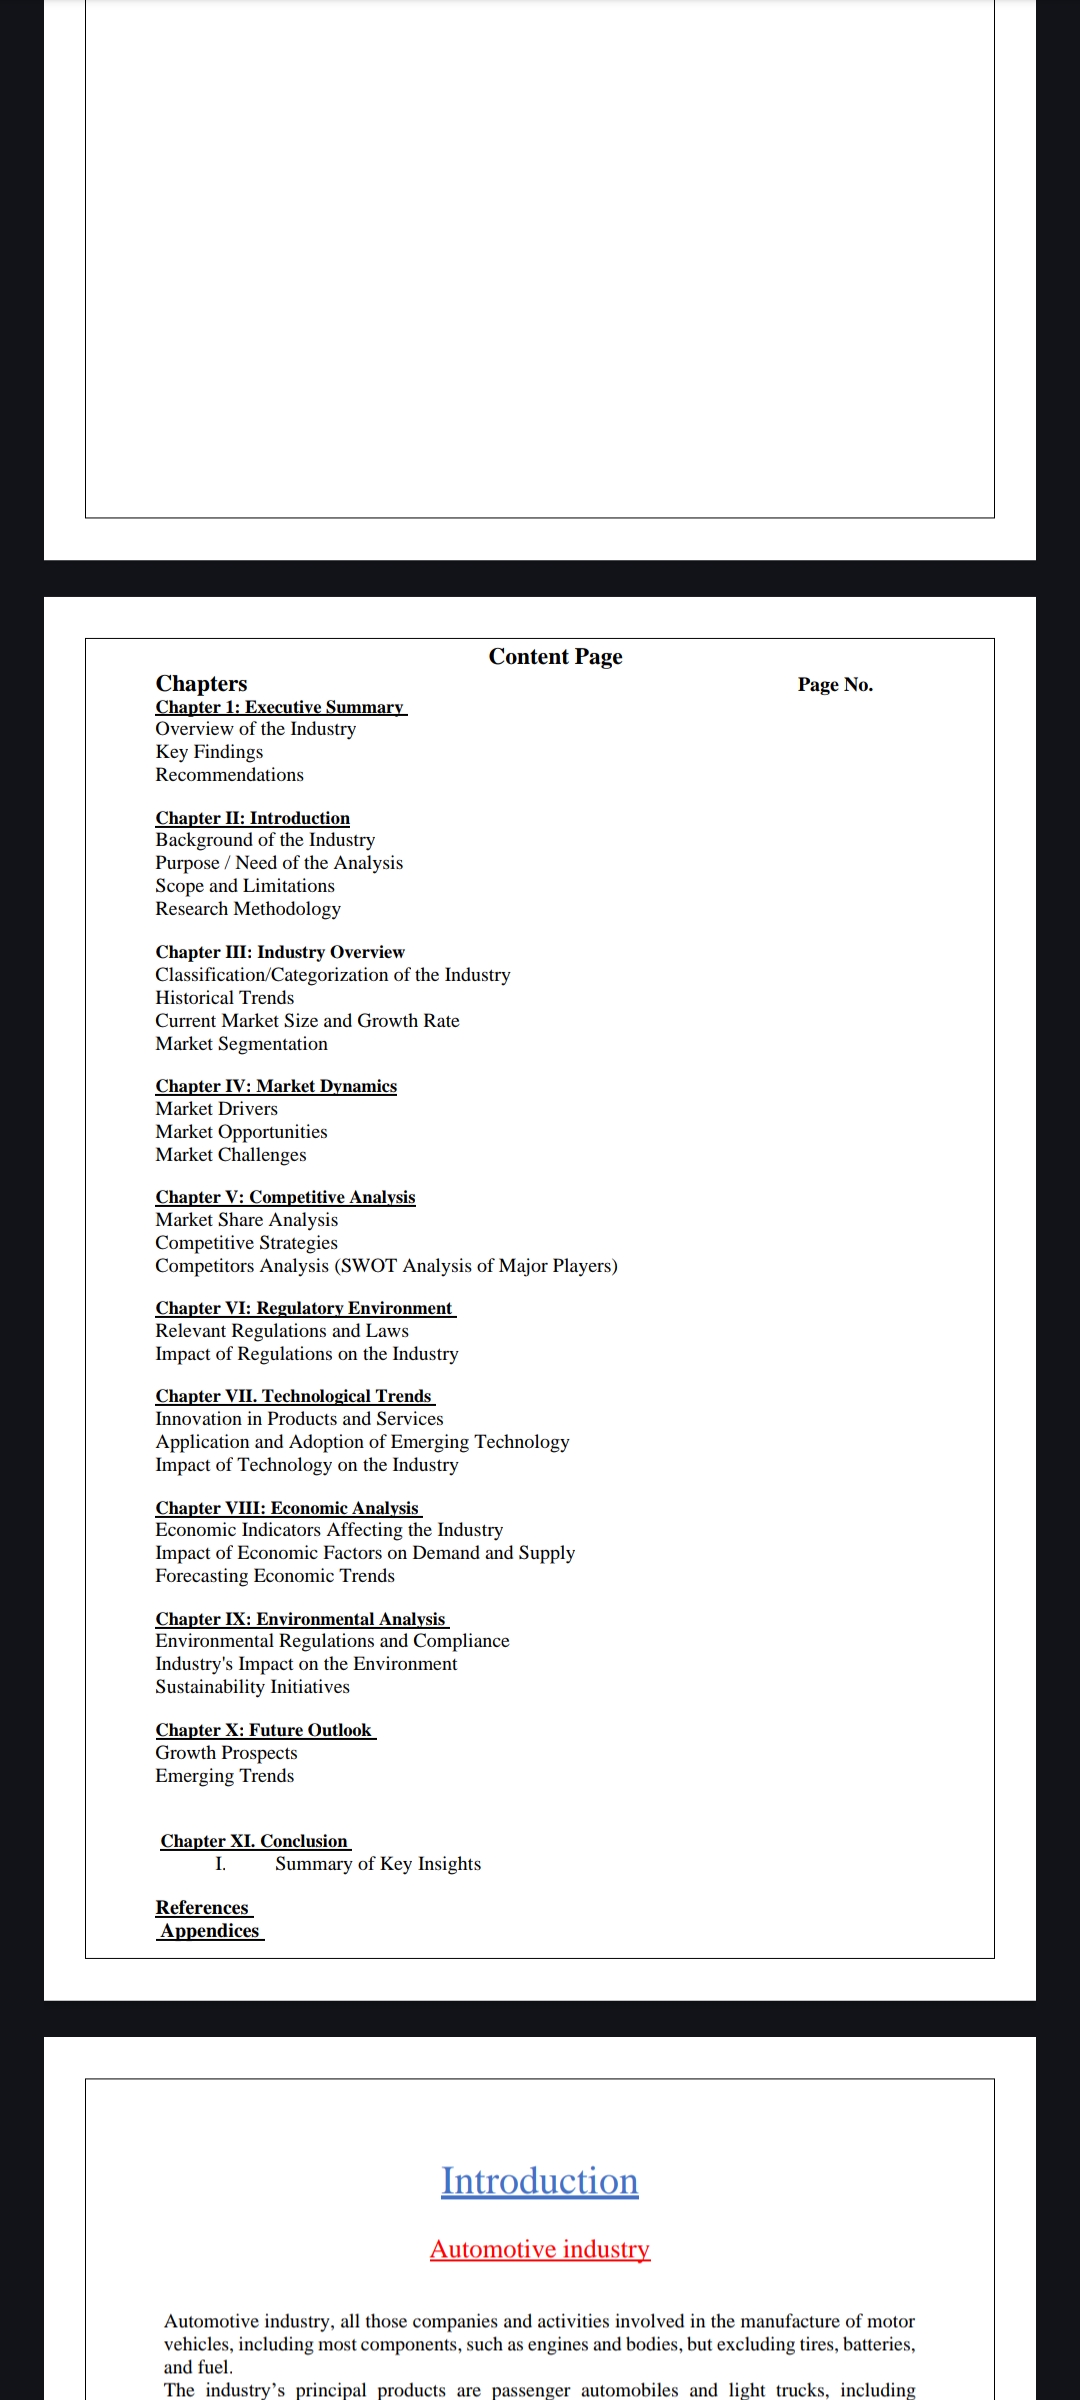 Content Page
Chapters Page No.
Chapter 1: Executive Summary
Overview of the Industry
Key Findings
Recommendations
Chapter II: Introduction
Background of the Industry
Purpose / Need of the Analysis
Scope and Limitations
Research Methodology
Chapter III: Industry Overview
Classification/Categorization of the Industry
Historical Trends
Current Market Size and Growth Rate
Market Segmentation
Chapter IV: Market Dynamics
Market Drivers
Market Opportunities
Market Challenges
Chapter V: Competitive Analysis
Market Share Analysis
Competitive Strategies
Competitors Analysis (SWOT Analysis of Major Players)
Chapter VI: Regulatory Environment
Relevant Regulations and Laws
Impact of Regulations on the Industry
Chapter VII. Technological Trends
Innovation in Products and Services
Application and Adoption of Emerging Technology
Impact of Technology on the Industry
Chapter VIII: Economic Analysis
Economic Indicators Affecting the Industry
Impact of Economic Factors on Demand and Supply
Forecasting Economic Trends
Chapter IX: Environmental Analysis
Environmental Regulations and Compliance
Industry's Impact on the Environment
Sustainability Initiatives
Chapter X: Future Outlook
Growth Prospects
Emerging Trends
Chapter XI. Conclusion
I. Summary of Key Insights
References
Appendices
Introduction
Automotive industry
Automotive industry, all those companies and activities involved in the manufacture of motor
vehicles, including most components, such as engines and bodies, but excluding tires, batteries,
and fuel.
The industry’s principal products are passenger automobiles and light trucks, including